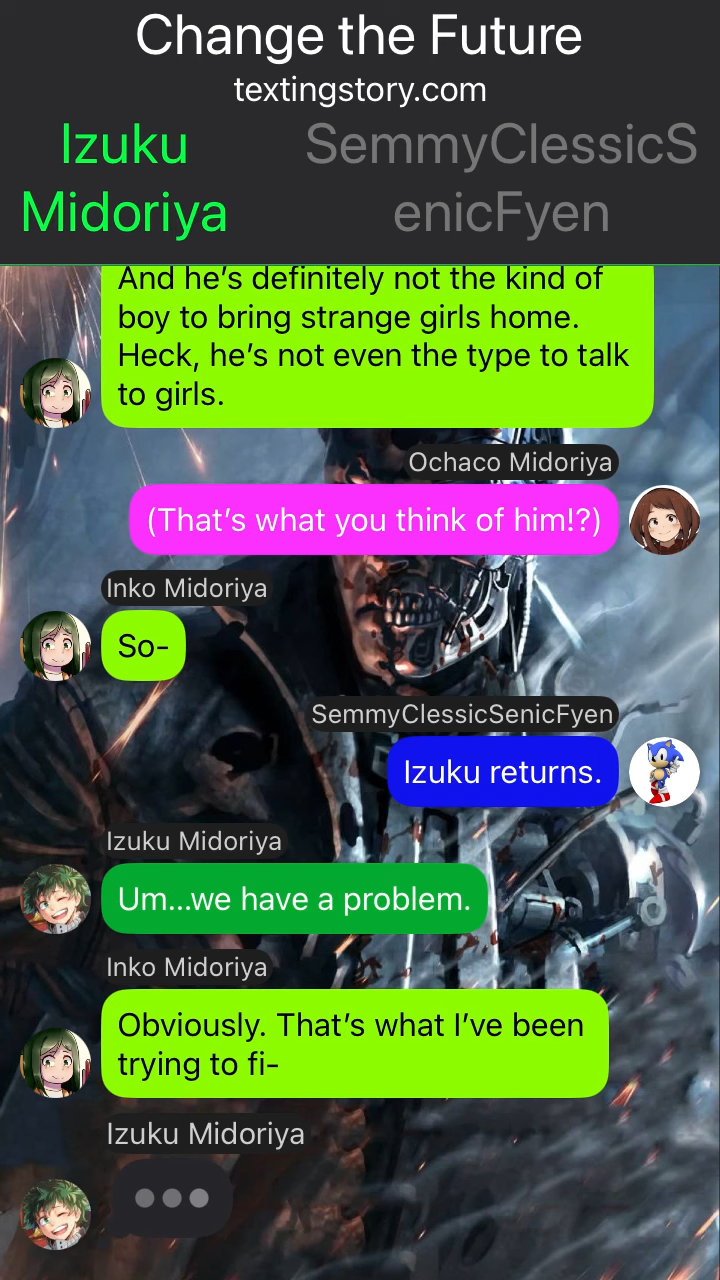 Change the Future
textingstory.com
Izuku
Midoriya
SemmyClessicS
enicFyen
And he's definitely not the kind of
boy to bring strange girls home.
Heck, he's not even the type to talk
to girls.
Ochaco Midoriya
(That's what you think of him!?)
Inko Midoriya
So-
SemmyClessicSenicFyen
Izuku returns.
Izuku Midoriya
Um...we have a problem.
Inko Midoriya
Obviously. That's what I've been
trying to fi-
Izuku Midoriya